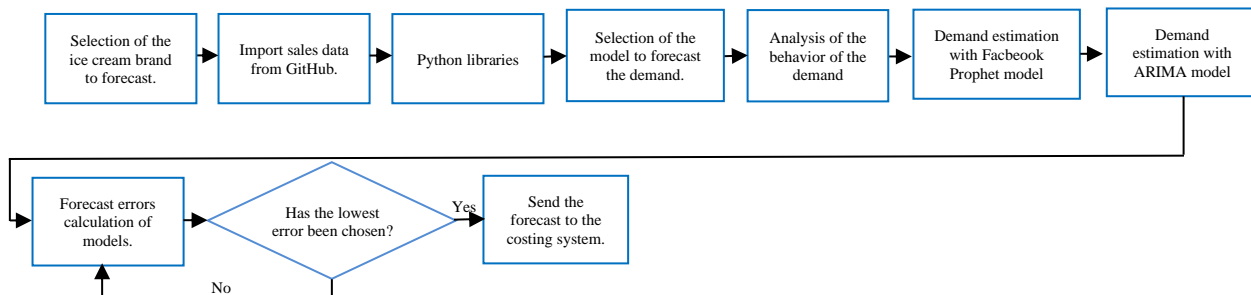 Selection of the
ice cream brand
to forecast.
Import sales data
from GitHub.
Python libraries
Selection of the
model to forecast
the demand.
Analysis of the
behavior of the
demand
Demand estimation
with Facbeook
Prophet model
Demand
estimation with
ARIMA model
Forecast errors
calculation of
models.
Has the lowest
error been chosen?
Yes
Send the
forecast to the
costing system.
No